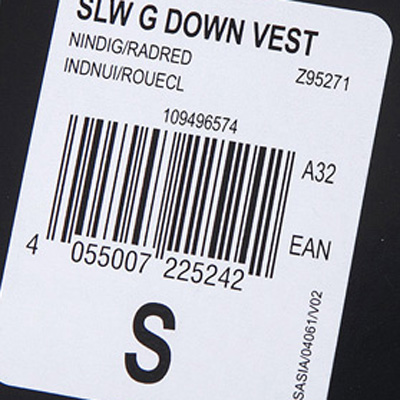 SLW G DOWN VEST
NINDIG/RADRED
INDNUI/ROUECL
Z95271
109496574
A32
EAN
4 055007 225242
S
SASIA/04061/V02